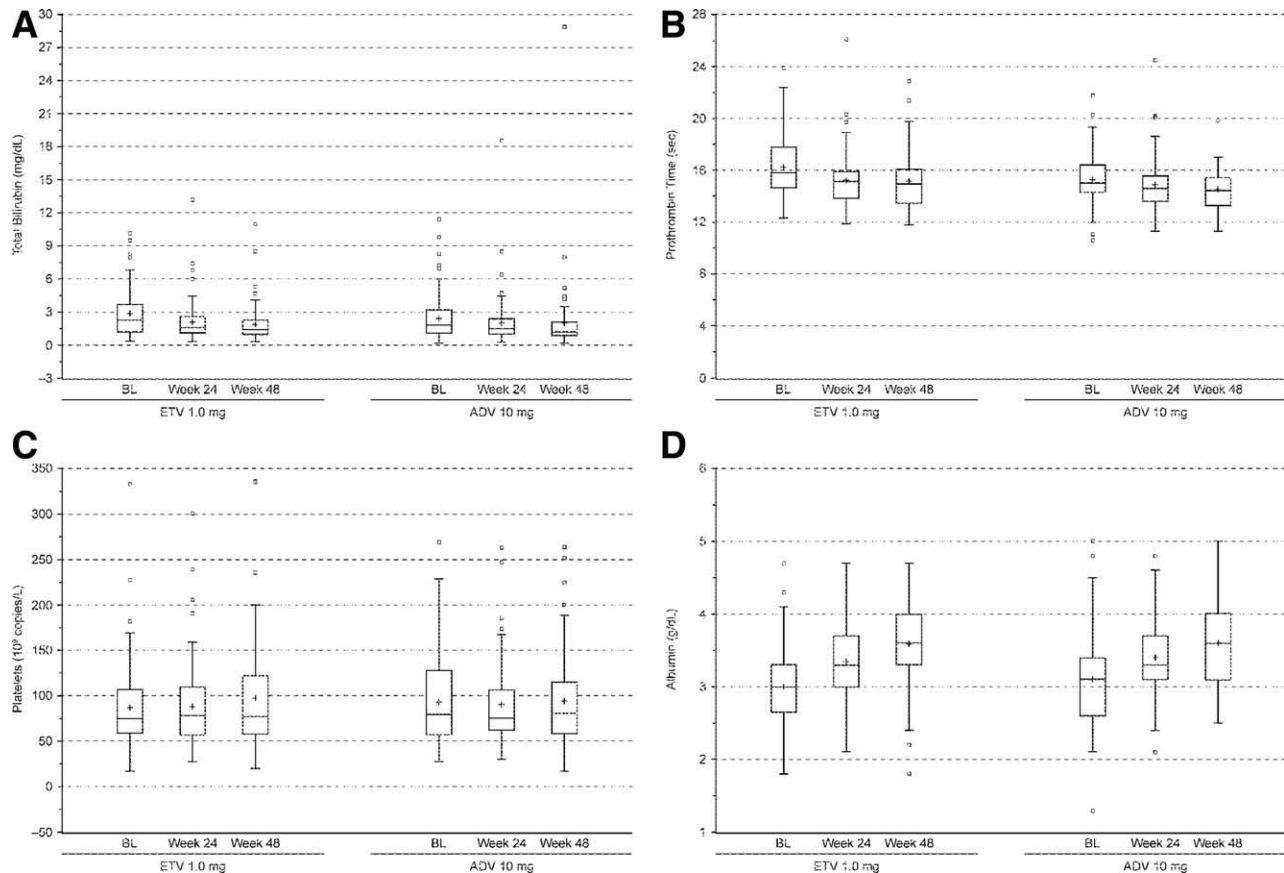 A
Total Bilirubin (mg/dL)
30
27
24
21
18
15
12
9
6
3
0
–3
BL Week 24 Week 48 BL Week 24 Week 48
ETV 1.0 mg ADV 10 mg
B
Prothrombin Time (sec)
28
24
20
16
12
8
4
0
BL Week 24 Week 48 BL Week 24 Week 48
ETV 1.0 mg ADV 10 mg
C
Platelets (10⁹ copies/L)
350
300
250
200
150
100
50
0
–50
BL Week 24 Week 48 BL Week 24 Week 48
ETV 1.0 mg ADV 10 mg
D
Albumin (g/dL)
6
5
4
3
2
1
BL Week 24 Week 48 BL Week 24 Week 48
ETV 1.0 mg ADV 10 mg